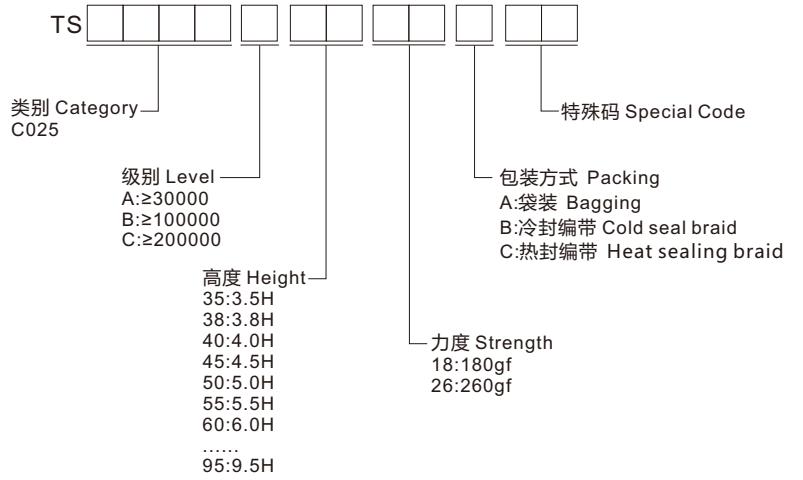 TS
类别 Category
C025
特殊码 Special Code
级别 Level
A:≥30000
B:≥100000
C:≥200000
包装方式 Packing
A:袋装 Bagging
B:冷封编带 Cold seal braid
C:热封编带 Heat sealing braid
高度 Height
35:3.5H
38:3.8H
40:4.0H
45:4.5H
50:5.0H
55:5.5H
60:6.0H
......
95:9.5H
力度 Strength
18:180gf
26:260gf